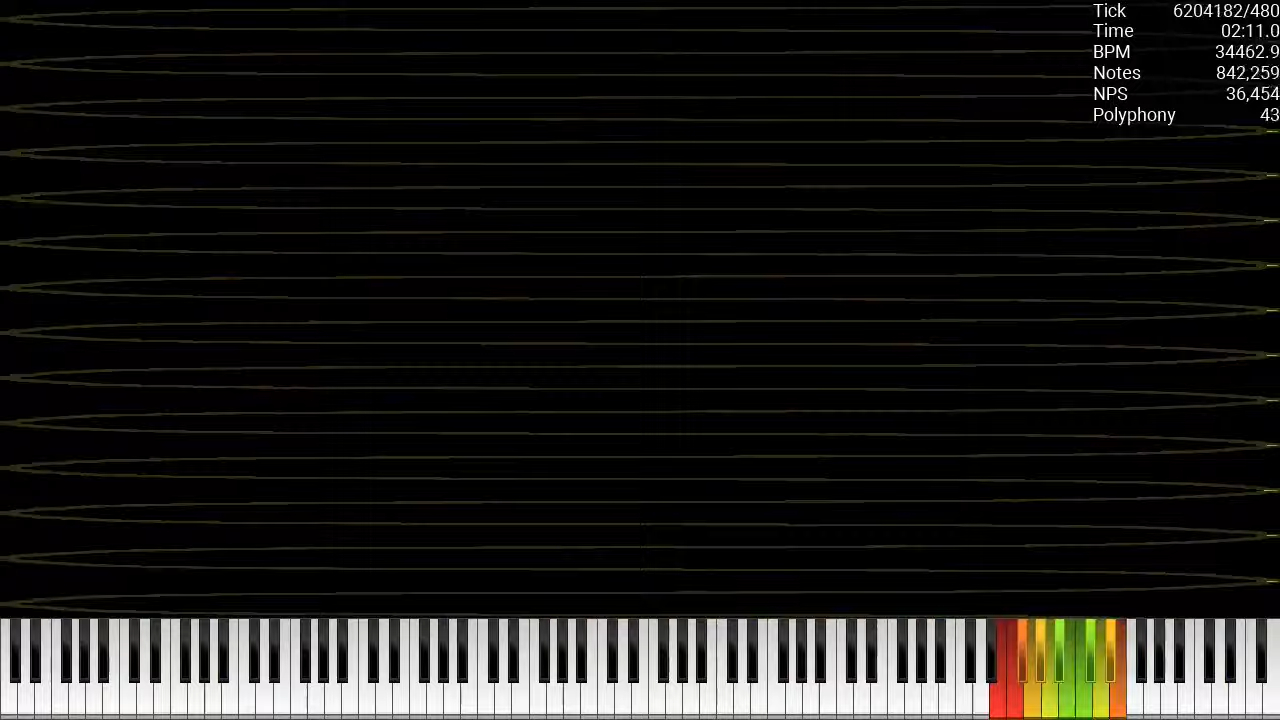 Tick 6204182/480
Time 02:11.0
BPM 34462.9
Notes 842,259
NPS 36,454
Polyphony 43